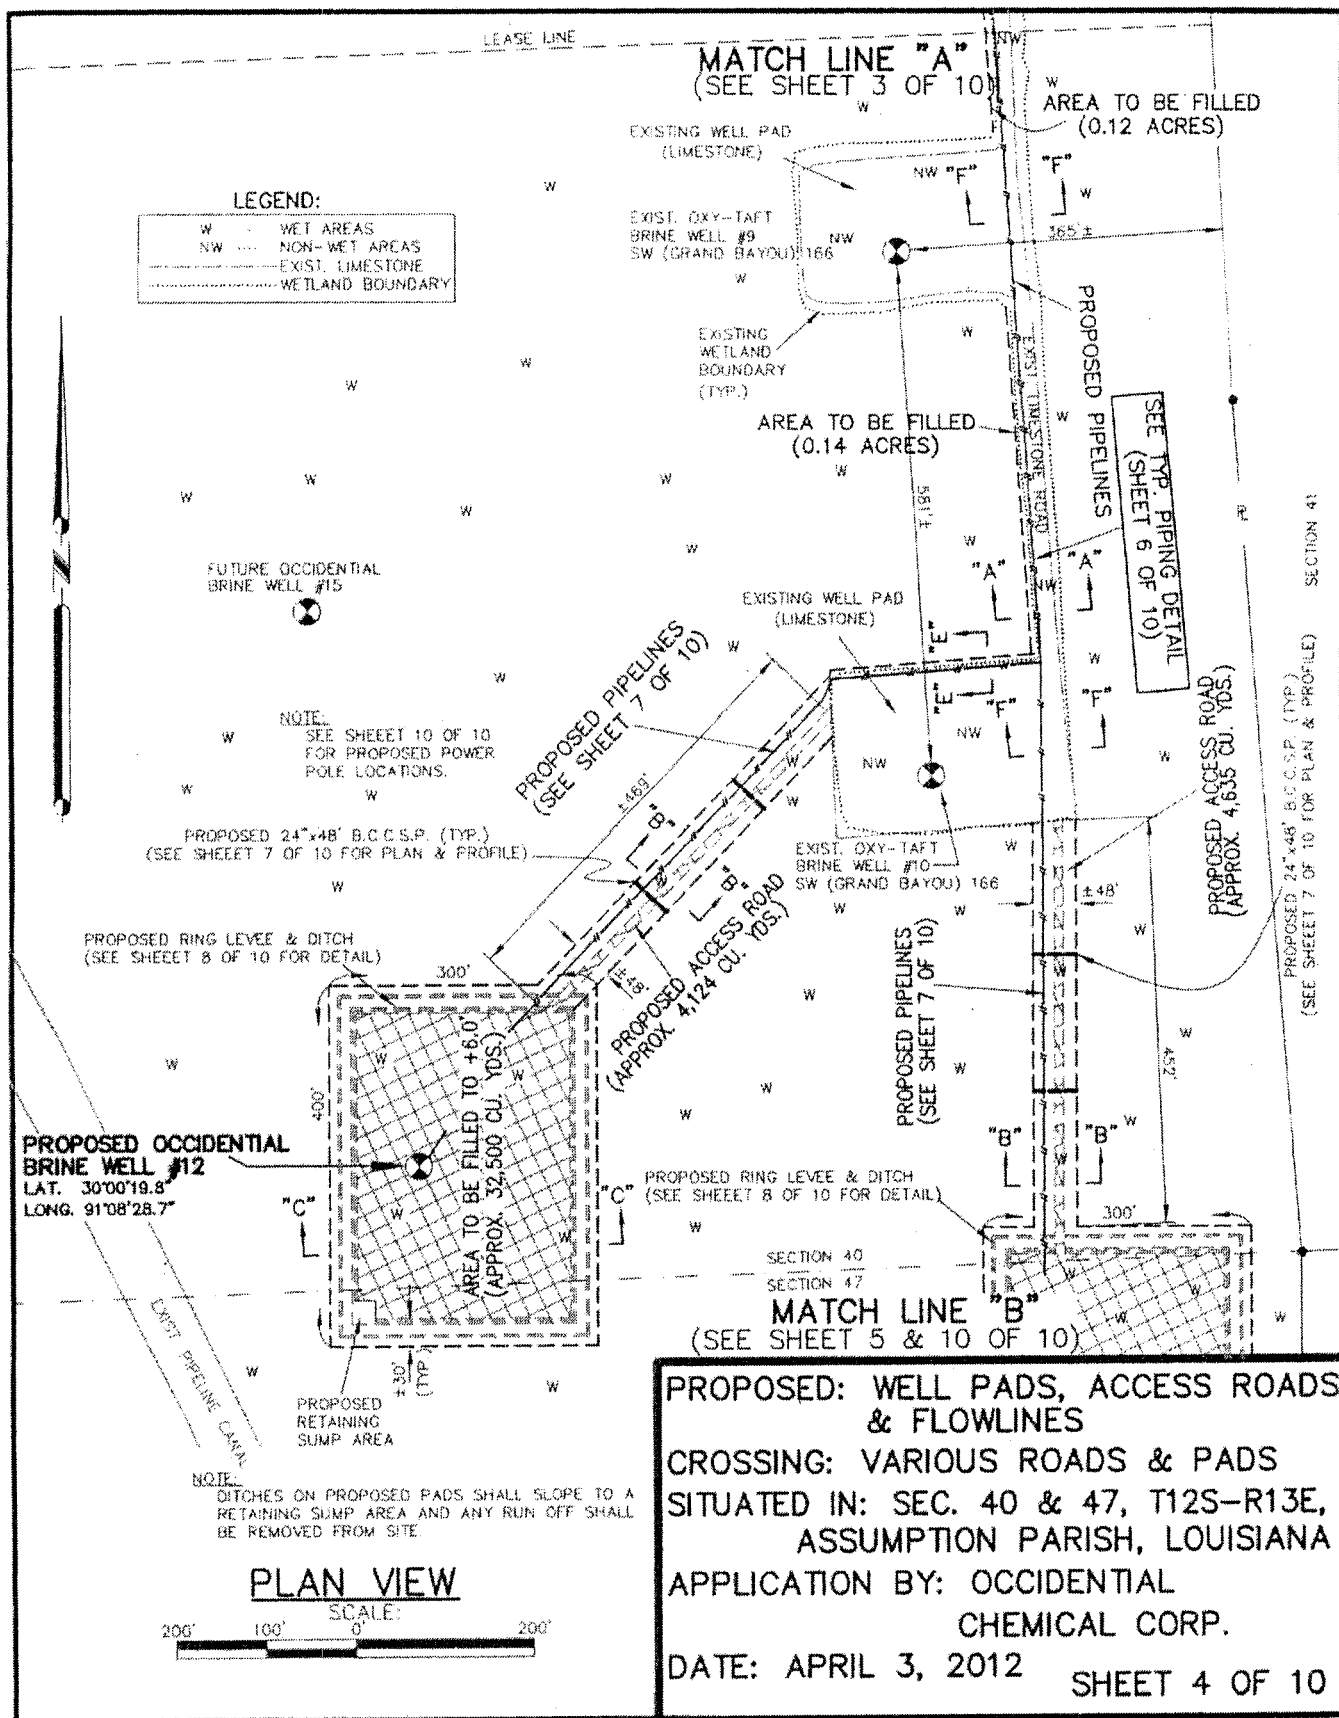 LEASE LINE
MATCH LINE "A"
(SEE SHEET 3 OF 10)
NW
W
AREA TO BE FILLED
(0.12 ACRES)
W
EXISTING WELL PAD
(LIMESTONE)
F
NW "F"
"F"
W
W
LEGEND:
W - WET AREAS
NW ... NON-WET AREAS
EXIST. LIMESTONE
WETLAND BOUNDARY
EXIST. OXY-TAFT
BRINE WELL #9
SW (GRAND BAYOU) 166
NW
W
365'±
PROPOSED PIPELINES
EXIST. LIMESTONE ROAD
EXISTING
WETLAND
BOUNDARY
(TYP.)
W
W
W
W
AREA TO BE FILLED
(0.14 ACRES)
W
W
W
W
W
581'±
SEE TYP. PIPING DETAIL
(SHEET 6 OF 10)
PL
SECTION 41
W
W
W
FUTURE OCCIDENTIAL
BRINE WELL #15
"A"
"A"
NW
EXISTING WELL PAD
(LIMESTONE)
"E"
"E"
W
W
W
W
"F"
"F"
NW
NW
W
PROPOSED PIPELINES
(SEE SHEET 7 OF 10)
±469'
NOTE:
SEE SHEEET 10 OF 10
FOR PROPOSED POWER
POLE LOCATIONS.
W
W
W
PROPOSED 24"x48' B.C.C.S.P. (TYP.)
(SEE SHEEET 7 OF 10 FOR PLAN & PROFILE)
"B"
"B"
W
W
W
EXIST. OXY-TAFT
BRINE WELL #10
SW (GRAND BAYOU) 166
W
W
W
±48'
PROPOSED ACCESS ROAD
(APPROX. 4,635 CU. YDS.)
PROPOSED 24"x48' B.C.C.S.P. (TYP.)
(SEE SHEEET 7 OF 10 FOR PLAN & PROFILE)
PROPOSED RING LEVEE & DITCH
(SEE SHEEET 8 OF 10 FOR DETAIL)
300'
±48'
PROPOSED ACCESS ROAD
(APPROX. 4,124 CU. YDS.)
PROPOSED PIPELINES
(SEE SHEET 7 OF 10)
W
W
W
W
W
W
452'
W
W
W
400'
AREA TO BE FILLED TO +6.0'
(APPROX. 32,500 CU. YDS.)
W
W
W
W
PROPOSED OCCIDENTIAL
BRINE WELL #12
LAT. 30°00'19.8"
LONG. 91°08'28.7"
"C"
"C"
"B"
"B"
W
W
PROPOSED RING LEVEE & DITCH
(SEE SHEEET 8 OF 10 FOR DETAIL)
W
300'
SECTION 40
SECTION 47
MATCH LINE "B"
(SEE SHEET 5 & 10 OF 10)
W
W
W
W
EXIST PIPELINE CANAL
W
±30'
(TYP.)
W
PROPOSED
RETAINING
SUMP AREA
NOTE:
DITCHES ON PROPOSED PADS SHALL SLOPE TO A
RETAINING SUMP AREA AND ANY RUN OFF SHALL
BE REMOVED FROM SITE.
PLAN VIEW
SCALE:
200' 100' 0' 200'
PROPOSED: WELL PADS, ACCESS ROADS
& FLOWLINES
CROSSING: VARIOUS ROADS & PADS
SITUATED IN: SEC. 40 & 47, T12S-R13E,
ASSUMPTION PARISH, LOUISIANA
APPLICATION BY: OCCIDENTIAL
CHEMICAL CORP.
DATE: APRIL 3, 2012
SHEET 4 OF 10